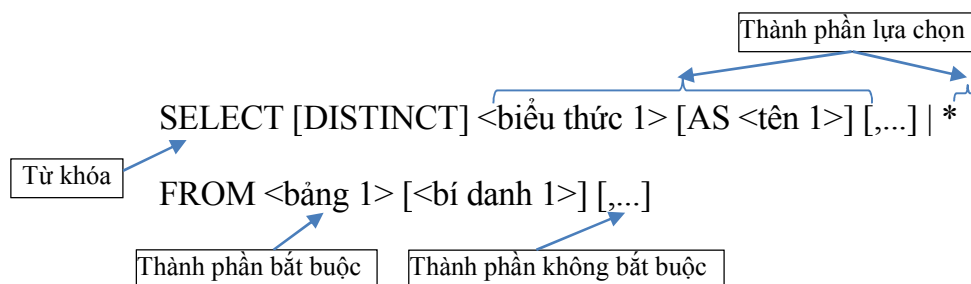 Thành phần lựa chọn
SELECT [DISTINCT] <biểu thức 1> [AS <tên 1>] [,...] | *
Từ khóa
FROM <bảng 1> [<bí danh 1>] [,...]
Thành phần bắt buộc
Thành phần không bắt buộc